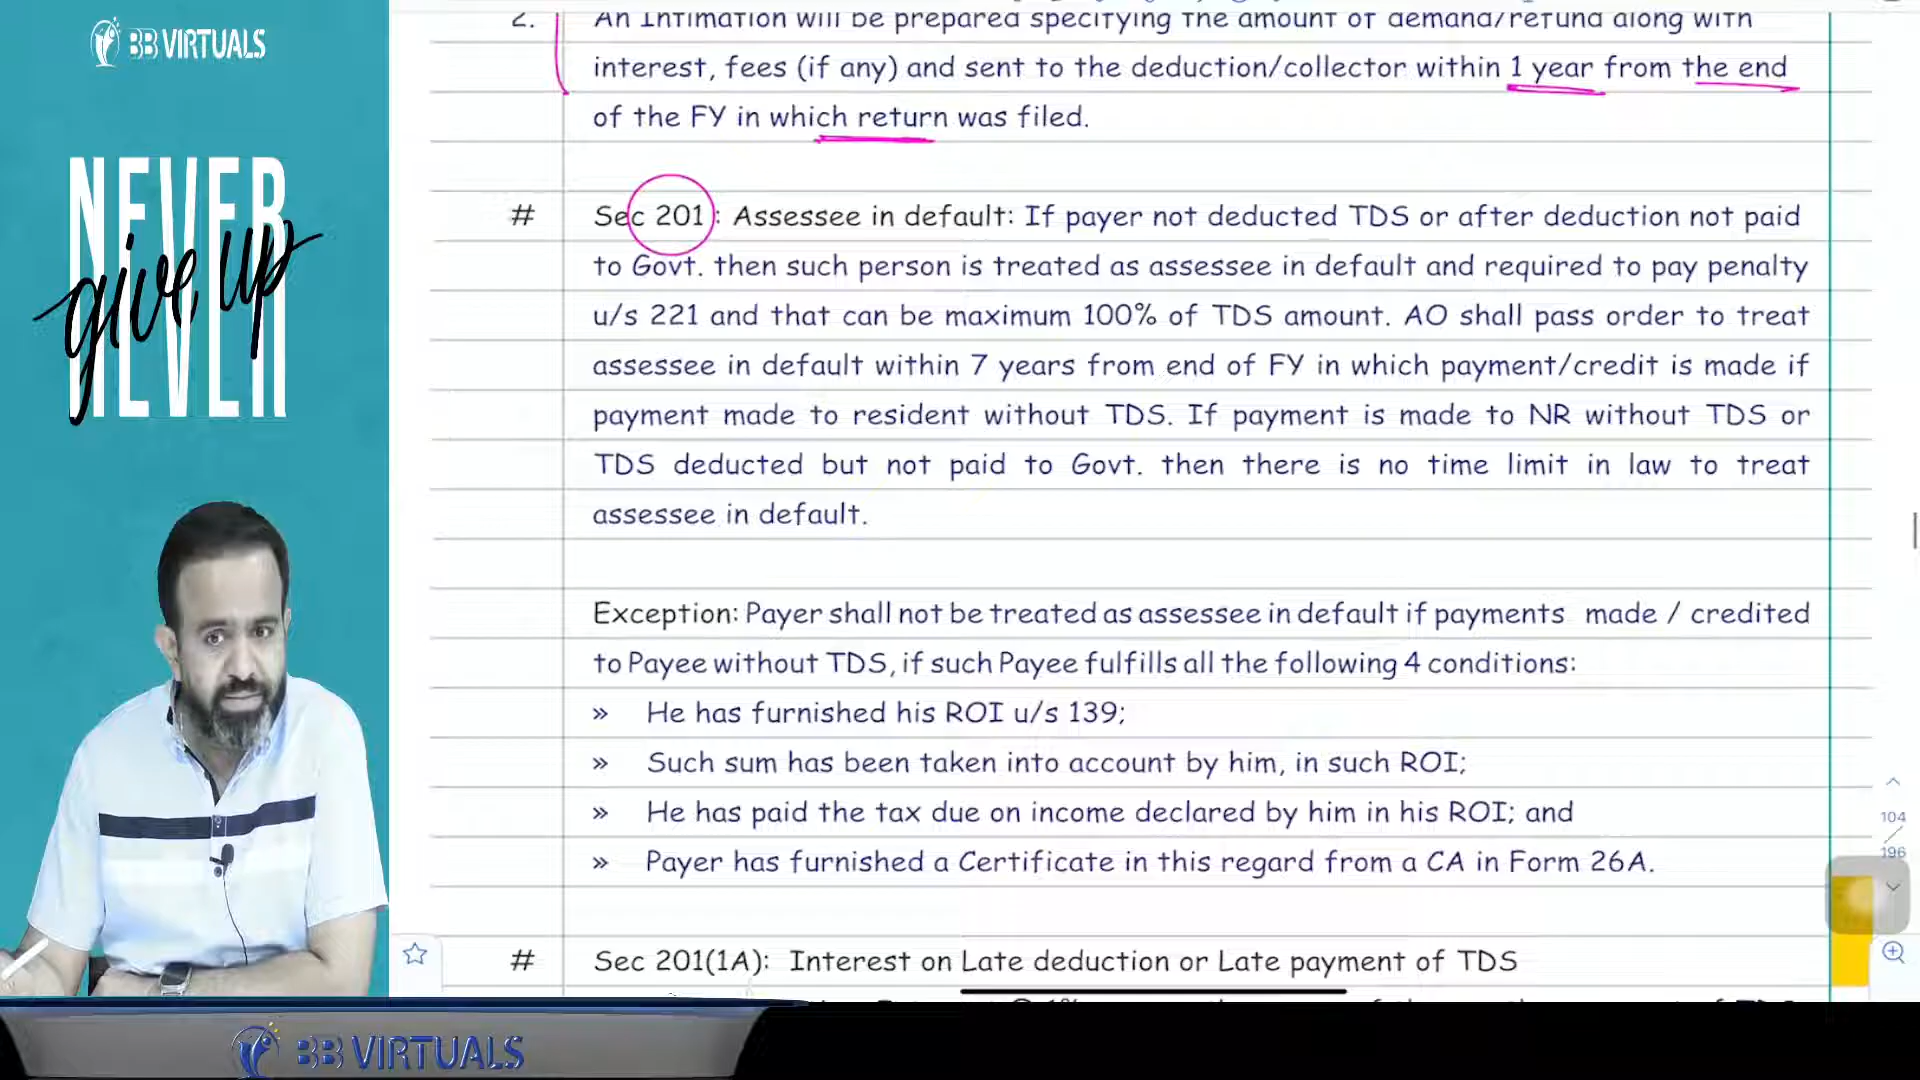 BB VIRTUALS
NEVER
give up
NEVER
2. An Intimation will be prepared specifying the amount of demand/refund along with
interest, fees (if any) and sent to the deduction/collector within 1 year from the end
of the FY in which return was filed.
# Sec 201 : Assessee in default: If payer not deducted TDS or after deduction not paid
to Govt. then such person is treated as assessee in default and required to pay penalty
u/s 221 and that can be maximum 100% of TDS amount. AO shall pass order to treat
assessee in default within 7 years from end of FY in which payment/credit is made if
payment made to resident without TDS. If payment is made to NR without TDS or
TDS deducted but not paid to Govt. then there is no time limit in law to treat
assessee in default.
Exception: Payer shall not be treated as assessee in default if payments made / credited
to Payee without TDS, if such Payee fulfills all the following 4 conditions:
» He has furnished his ROI u/s 139;
» Such sum has been taken into account by him, in such ROI;
» He has paid the tax due on income declared by him in his ROI; and
» Payer has furnished a Certificate in this regard from a CA in Form 26A.
# Sec 201(1A): Interest on Late deduction or Late payment of TDS
104
/
196
BB VIRTUALS